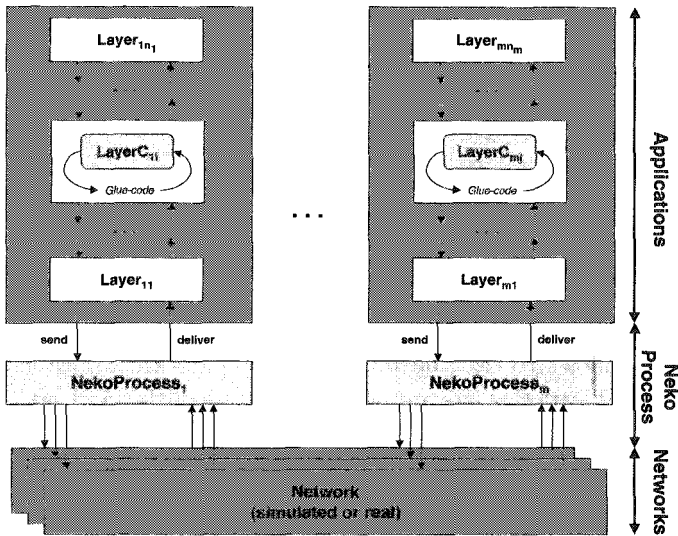 Layer1n1
Layermnm
. . .
. . .
LayerC1i
LayerCmj
Glue-code
Glue-code
. . .
. . .
. . .
Layer11
Layerm1
send
deliver
send
deliver
NekoProcess1
NekoProcessm
Network
(simulated or real)
Applications
Neko
Process
Networks